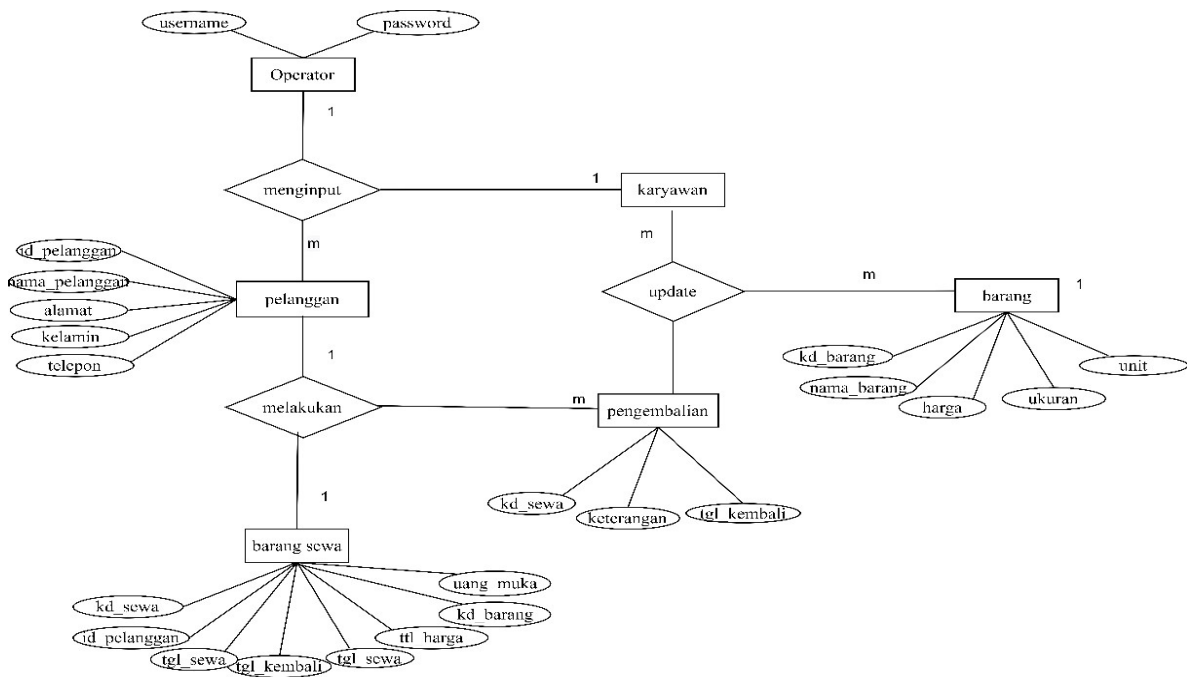 username
password
Operator
1
menginput
1
karyawan
m
m
id_pelanggan
nama_pelanggan
alamat
kelamin
telepon
pelanggan
update
m
barang
1
kd_barang
nama_barang
harga
ukuran
unit
1
melakukan
m
pengembalian
kd_sewa
keterangan
tgl_kembali
1
barang sewa
kd_sewa
id_pelanggan
tgl_sewa
tgl_kembali
tgl_sewa
ttl_harga
kd_barang
uang_muka